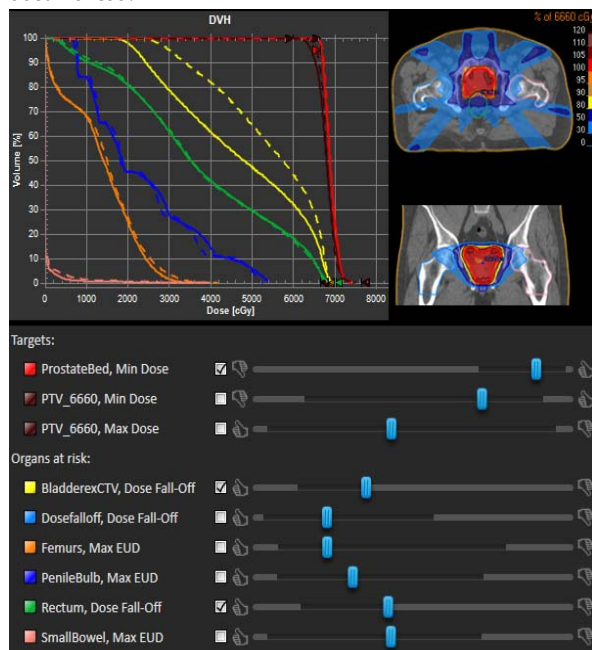 DVH
% of 6660 cGy
120
110
105
100
95
90
80
50
30
0
Volume [%]
100
90
80
70
60
50
40
30
20
10
0
0 1000 2000 3000 4000 5000 6000 7000 8000
Dose [cGy]
Targets:
ProstateBed, Min Dose
PTV_6660, Min Dose
PTV_6660, Max Dose
Organs at risk:
BladderexCTV, Dose Fall-Off
Dosefalloff, Dose Fall-Off
Femurs, Max EUD
PenileBulb, Max EUD
Rectum, Dose Fall-Off
SmallBowel, Max EUD